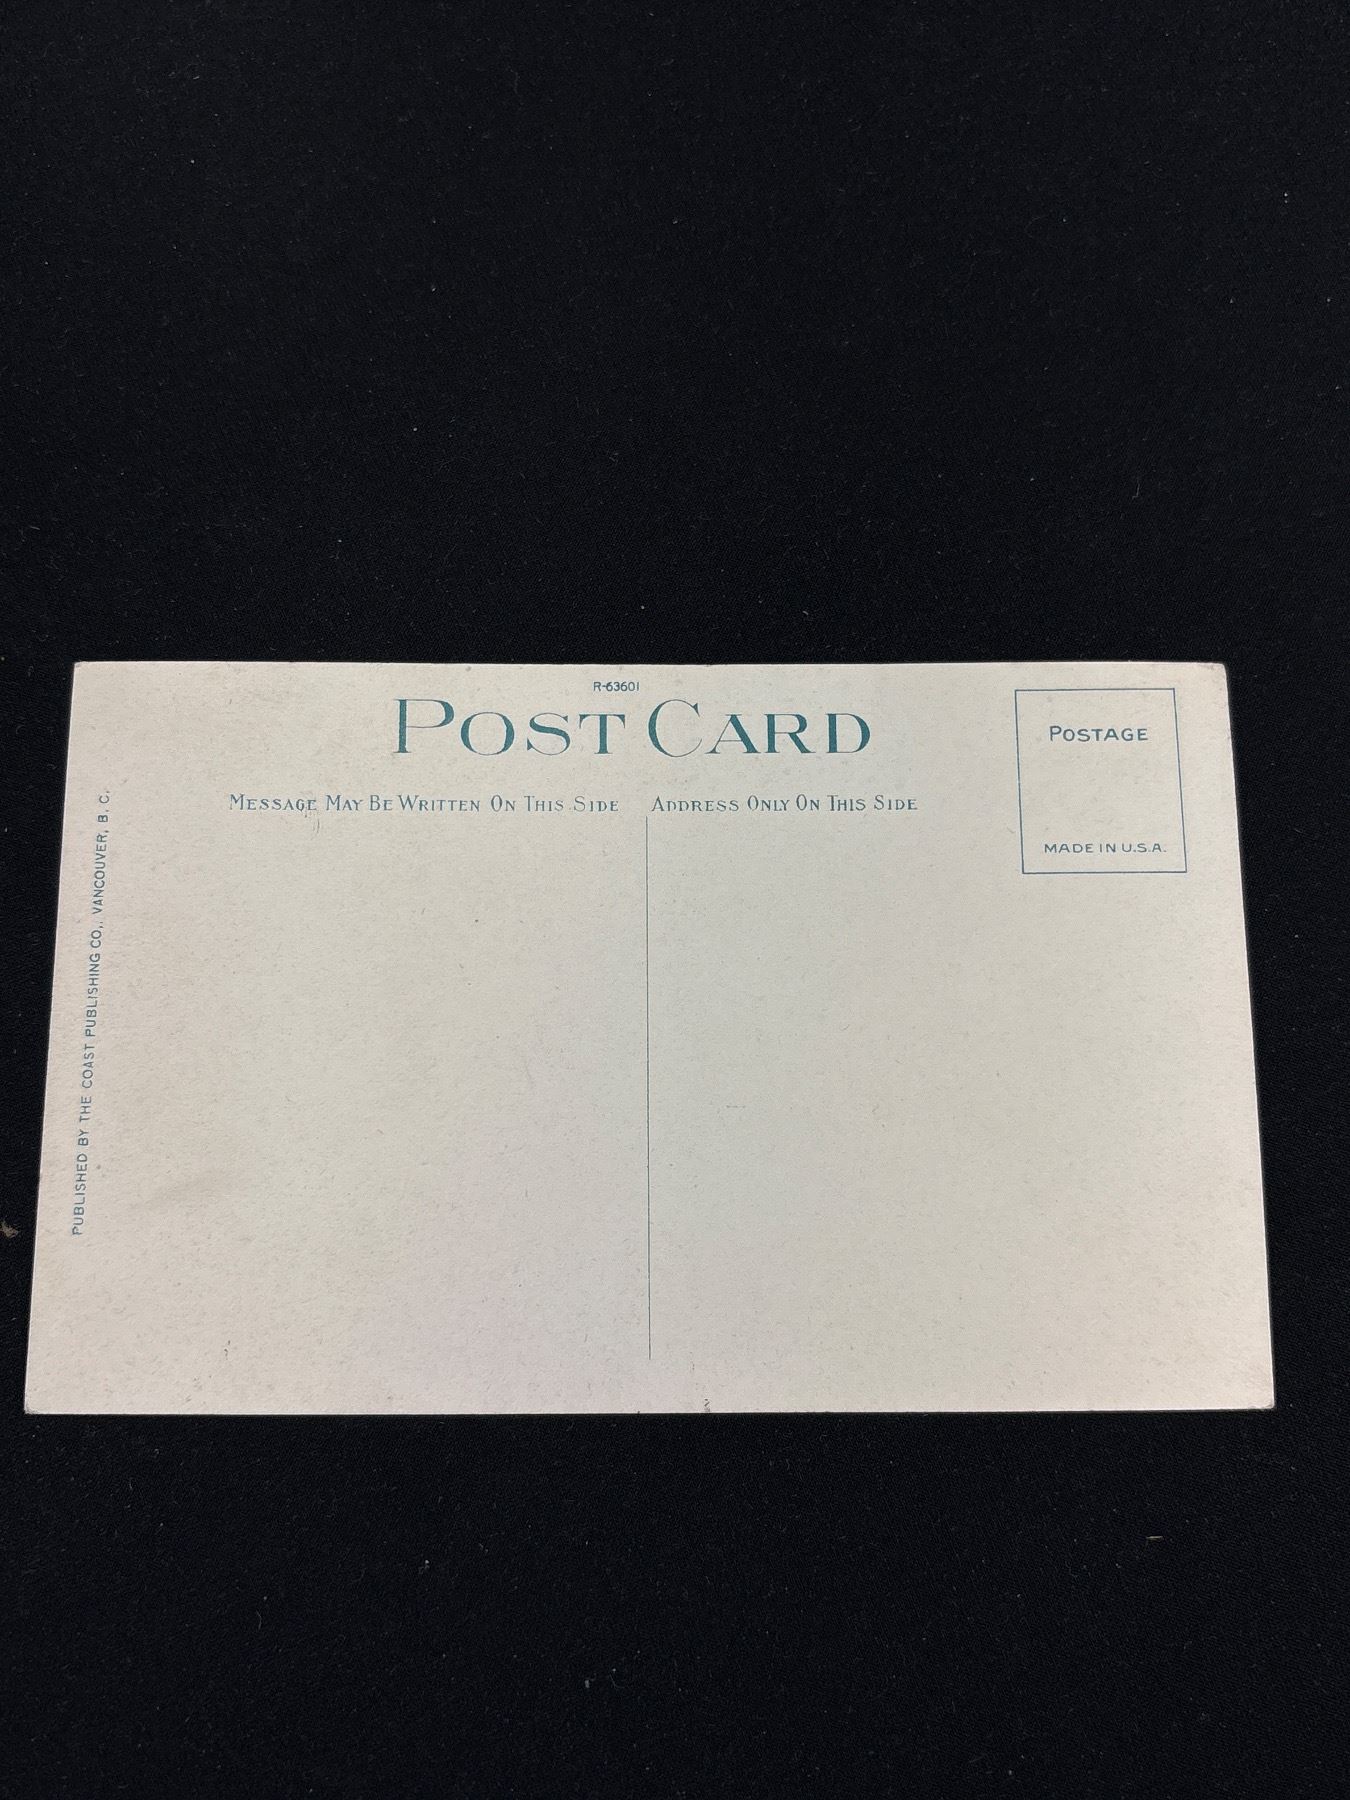 R-63601
POST CARD
MESSAGE MAY BE WRITTEN ON THIS SIDE
ADDRESS ONLY ON THIS SIDE
POSTAGE
MADE IN U.S.A.
PUBLISHED BY THE COAST PUBLISHING CO., VANCOUVER, B. C.